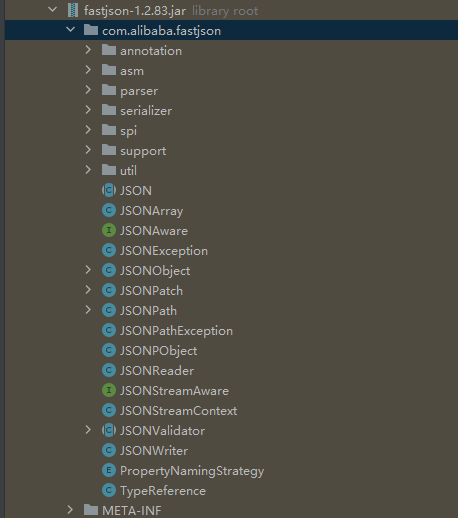 fastjson-1.2.83.jar library root
com.alibaba.fastjson
annotation
asm
parser
serializer
spi
support
util
JSON
JSONArray
JSONAware
JSONException
JSONObject
JSONPatch
JSONPath
JSONPathException
JSONPObject
JSONReader
JSONStreamAware
JSONStreamContext
JSONValidator
JSONWriter
PropertyNamingStrategy
TypeReference
META-INF